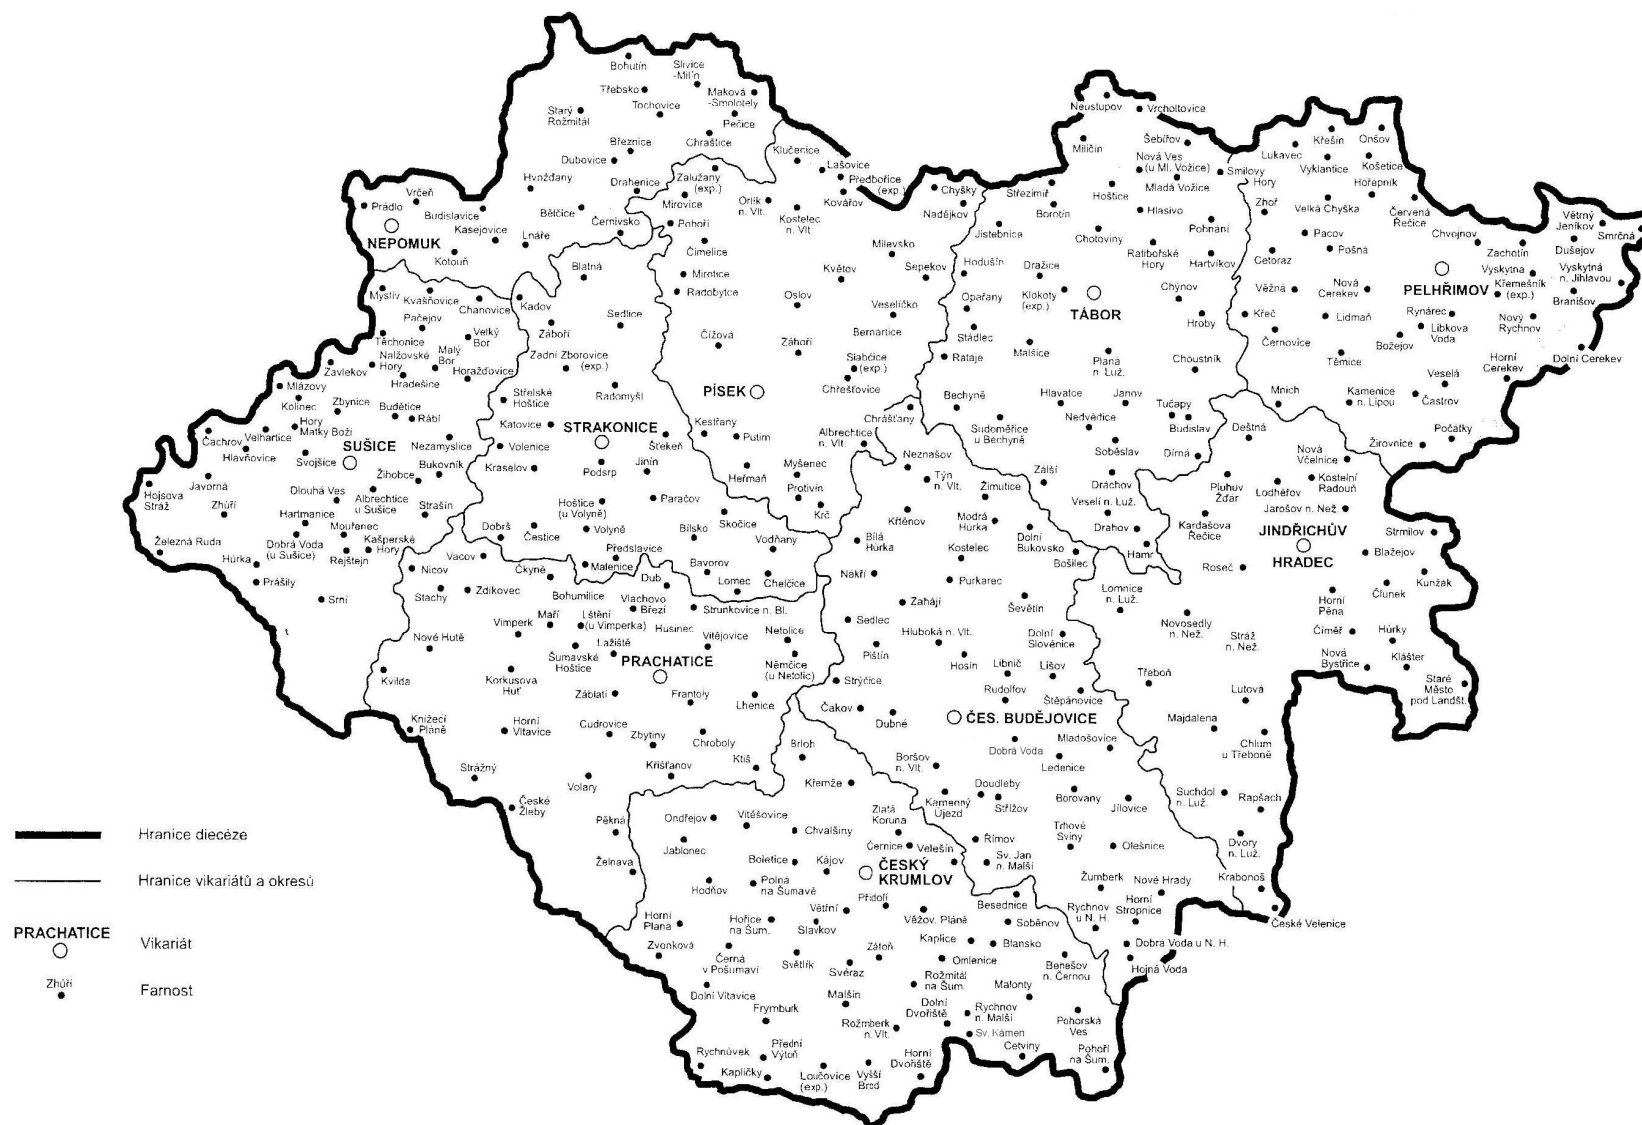 Bohutín
Slivice
-Milín
Třebsko
Tochovice
Maková
-Smolotely
Pečice
Starý
Rožmitál
Březnice
Dubovice
Chraštice
Hvnžďany
Drahenice
Bělčice
Černivsko
Vrčeň
Prádlo
Budislavice
Kasejovice
Lnáře
NEPOMUK
Kotouň
Klučenice
Zalužany
(exp.)
Mirovice
Orlík
n. Vlt.
Lašovice
Předbořice
(exp.)
Kovářov
Kostelec
n. Vlt
Pohoří
Čimelice
Mirotice
Radobytce
Chyšky
Nadějkov
Milevsko
Květov
Sepekov
Oslov
Veselíčko
Čížová
Záhoří
Bernartice
Siabčice
(exp.)
Chřešťovice
PÍSEK
Kestřany
Putim
Albrechtice
n. Vlt.
Chrášťany
Heřmaň
Myšenec
Protivín
Krč
Skočice
Vodňany
Bílsko
Bavorov
Lomec
Chelčice
Neustupov
Vrcholtovice
Miličín
Šebířov
Nová Ves
(u Ml. Vožice)
Mladá Vožice
Smilovy
Hory
Střezimíř
Hoštice
Borotín
Hlasivo
Jistebnice
Chotoviny
Pohnání
Ratibořské
Hory
Hartvíkov
Hodušín
Dražice
Opařany
Klokoty
(exp.)
TÁBOR
Chýnov
Stádlec
Hroby
Rataje
Malšice
Planá
n. Luž.
Choustník
Bechyně
Hlavatce
Janov
Sudoměřice
u Bechyně
Nedvědice
Tučapy
Budislav
Soběslav
Dírná
Zálší
Dráchov
Veselí n. Luž.
Drahov
Hamr
Lukavec
Křešín
Onšov
Vyklantice
Košetice
Hořepník
Zhoř
Velká Chyška
Červená
Řečice
Větrný
Jeníkov
Smrčná
Pacov
Pošná
Chvojnov
Zachotín
Dušejov
Cetoraz
Vyskytná
Vyskytná
n. Jihlavou
Věžná
Nová
Cerekev
PELHŘIMOV
Křemešník
(exp.)
Branišov
Křeč
Lidmaň
Rynárec
Libkova
Voda
Nový
Rychnov
Černovice
Božejov
Těmice
Horní
Cerekev
Dolní Cerekev
Mnich
Kamenice
n. Lipou
Veselá
Častrov
Počátky
Žirovnice
Mystív
Kvašňovice
Chanovice
Pačejov
Velký
Bor
Těchonice
Nalžovské
Hory
Malý
Bor
Zavlekov
Hradešice
Horažďovice
Mlázovy
Kolinec
Zbynice
Budětice
Rábí
Hory
Matky Boží
Čachrov
Velhartice
Hlavňovice
SUŠICE
Nezamyslice
Svojšice
Žihobce
Bukovník
Javorná
Dlouhá Ves
Albrechtice
u Sušice
Strašín
Hojsova
Stráž
Zhůří
Hartmanice
Mouřenec
Dobrá Voda
(u Sušice)
Kašperské
Hory
Železná Ruda
Hůrka
Rejštejn
Prášily
Srní
Blatná
Kadov
Sedlice
Záboří
Zadní Zborovice
(exp.)
Radomyšl
Střelské
Hoštice
Katovice
STRAKONICE
Volenice
Štěkeň
Kraselov
Podsrp
Jinín
Hoštice
(u Volyně)
Paračov
Dobrš
Čestice
Volyně
Předslavice
Malenice
Nicov
Vacov
Čkyně
Dub
Stachy
Zdíkovec
Bohumilice
Vlachovo
Březí
Strunkovice n. Bl.
Nové Hutě
Vimperk
Maří
Lštění
(u Vimperka)
Husinec
Vitějovice
Netolice
Lažiště
Šumavské
Hoštice
PRACHATICE
Němčice
(u Netolic)
Kvilda
Korkusova
Huť
Záblatí
Frantoly
Lhenice
Knížecí
Pláně
Horní
Vltavice
Cudrovice
Zbytiny
Chroboly
Strážný
Křišťanov
Ktiš
Volary
České
Žleby
Pěkná
Želnava
Neznašov
Týn
n. Vlt.
Žimutice
Křtěnov
Modrá
Hůrka
Bílá
Hůrka
Dolní
Bukovsko
Kostelec
Bošilec
Nakří
Purkarec
Zahájí
Ševětín
Sedlec
Hluboká n. Vlt.
Dolní
Slověnice
Pištín
Hosín
Libnič
Lišov
Strýčice
Rudolfov
Štěpánovice
Čakov
Dubné
ČES. BUDĚJOVICE
Dobrá Voda
Mladošovice
Ledenice
Boršov
n. Vlt.
Doudleby
Střížov
Borovany
Jílovice
Kamenný
Újezd
Římov
Trhové
Sviny
Olešnice
Sv. Jan
n. Malší
Žumberk
Nové Hrady
Rychnov
u N. H.
Horní
Stropnice
Dobrá Voda u N. H.
Hojná Voda
Deštná
Nová
Včelnice
Pluhův
Žďár
Lodhéřov
Kostelní
Radouň
Jarošov n. Než.
Kardašova
Řečice
JINDŘICHŮV
HRADEC
Strmilov
Blažejov
Roseč
Kunžak
Člunek
Lomnice
n. Luž.
Horní
Pěna
Novosedly
n. Než.
Stráž
n. Než.
Číměř
Hůrky
Nová
Bystřice
Klášter
Staré
Město
pod Landšt.
Třeboň
Lutová
Majdalena
Chlum
u Třeboně
Suchdol
n. Luž.
Rapšach
Dvory
n. Luž.
Krabonoš
České Velenice
Brloh
Křemže
Ondřejov
Vitěšovice
Zlatá
Koruna
Chvalšiny
Jablonec
Černice
Velešín
Boletice
Kájov
ČESKÝ
KRUMLOV
Hodňov
Polná
na Šumavě
Přídolí
Besednice
Větřní
Věžov. Pláně
Soběnov
Horní
Planá
Hořice
na Šum.
Slavkov
Kaplice
Blansko
Zvonková
Černá
v Pošumaví
Zátoň
Omlenice
Benešov
n. Černou
Světlík
Svéraz
Rožmitál
na Šum.
Dolní Vltavice
Malšín
Dolní
Dvořiště
Malonty
Frymburk
Rožmberk
n. Vlt.
Rychnov
n. Malší
Pohorská
Ves
Sv. Kámen
Rychnůvek
Přední
Výtoň
Horní
Dvořiště
Cetviny
Pohoří
na Šum.
Kapličky
Loučovice
(exp.)
Vyšší
Brod
Hranice diecéze
Hranice vikariátů a okresů
PRACHATICE
Vikariát
Zhůří
Farnost